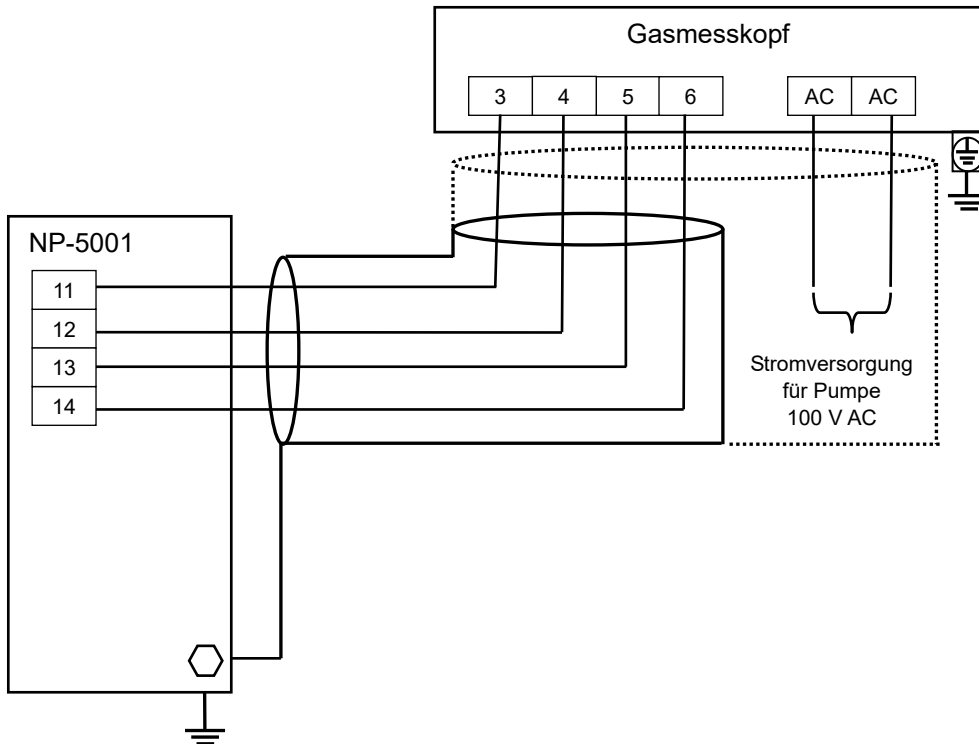 Gasmesskopf
3 4 5 6 AC AC
NP-5001
11
12
13
14
Stromversorgung
für Pumpe
100 V AC